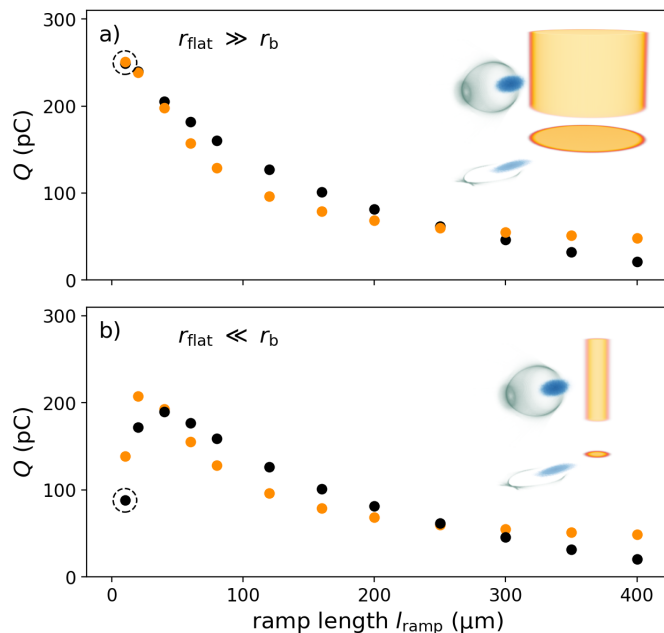 a)
r_flat ≫ r_b
300
200
100
0
Q (pC)
b)
r_flat ≪ r_b
300
200
100
0
Q (pC)
0 100 200 300 400
ramp length l_ramp (μm)